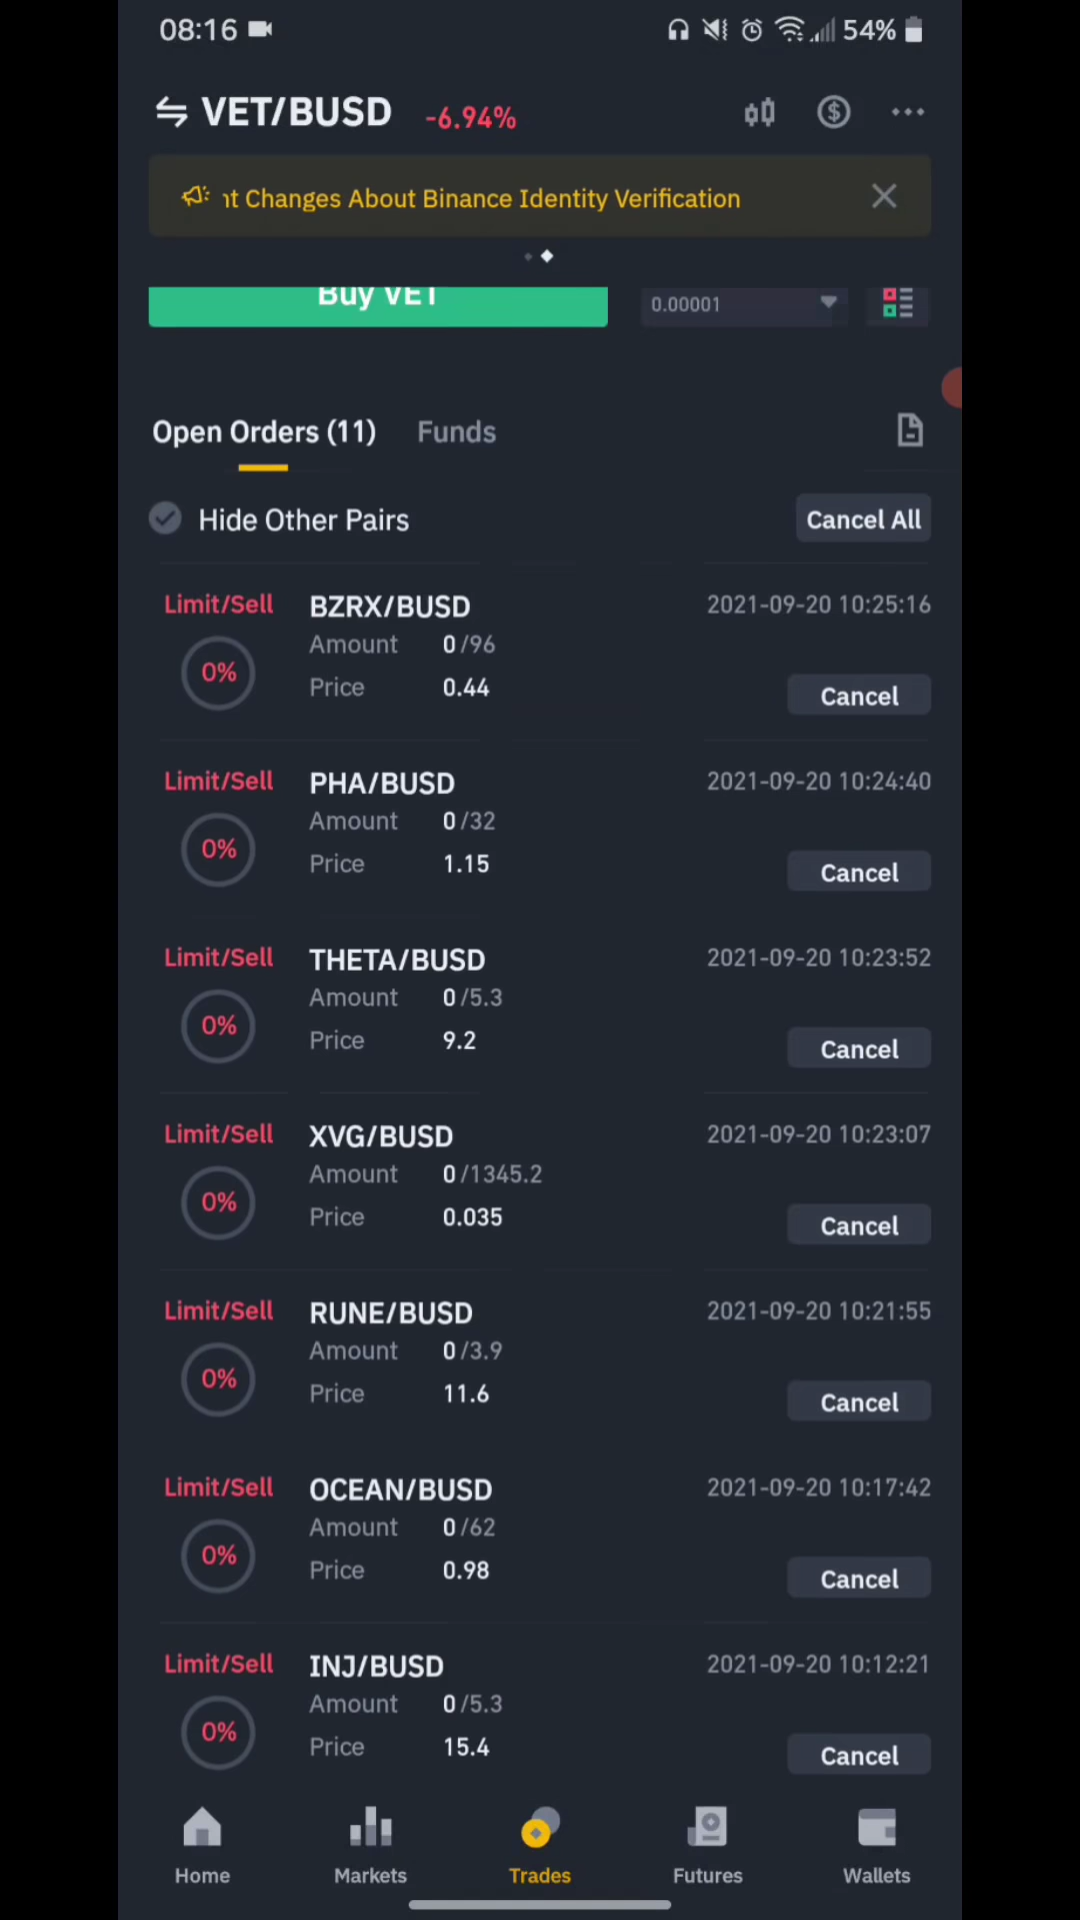 08:16 54%
VET/BUSD -6.94%
nt Changes About Binance Identity Verification
Buy VET 0.00001
Open Orders (11) Funds
Hide Other Pairs Cancel All
Limit/Sell BZRX/BUSD 2021-09-20 10:25:16
Amount 0 /96
0% Price 0.44 Cancel
Limit/Sell PHA/BUSD 2021-09-20 10:24:40
Amount 0 /32
0% Price 1.15 Cancel
Limit/Sell THETA/BUSD 2021-09-20 10:23:52
Amount 0 /5.3
0% Price 9.2 Cancel
Limit/Sell XVG/BUSD 2021-09-20 10:23:07
Amount 0 /1345.2
0% Price 0.035 Cancel
Limit/Sell RUNE/BUSD 2021-09-20 10:21:55
Amount 0 /3.9
0% Price 11.6 Cancel
Limit/Sell OCEAN/BUSD 2021-09-20 10:17:42
Amount 0 /62
0% Price 0.98 Cancel
Limit/Sell INJ/BUSD 2021-09-20 10:12:21
Amount 0 /5.3
0% Price 15.4 Cancel
Home Markets Trades Futures Wallets